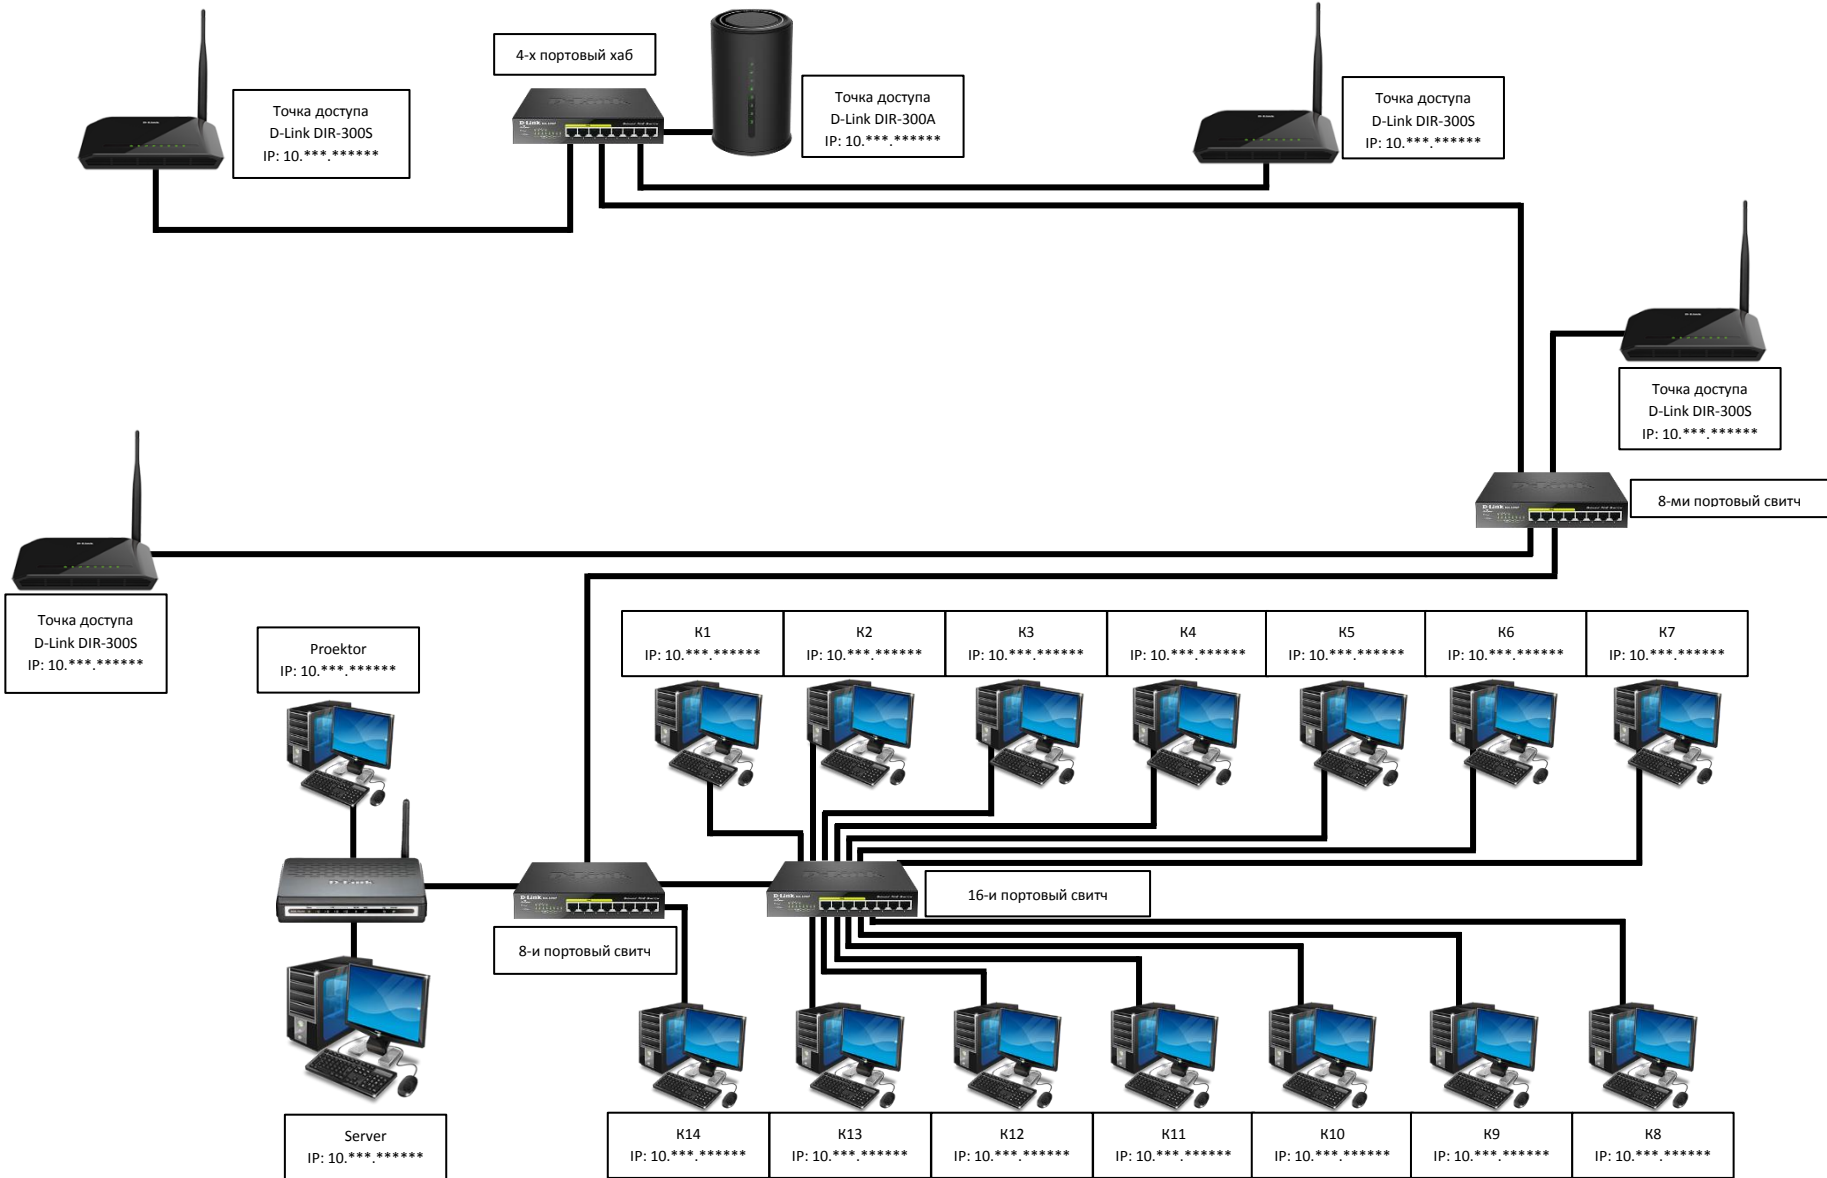 4-х портовый хаб
Точка доступа
D-Link DIR-300S
IP: 10.***.******
Точка доступа
D-Link DIR-300A
IP: 10.***.******
Точка доступа
D-Link DIR-300S
IP: 10.***.******
D-Link
Точка доступа
D-Link DIR-300S
IP: 10.***.******
D-Link
8-ми портовый свитч
Точка доступа
D-Link DIR-300S
IP: 10.***.******
Proektor
IP: 10.***.******
K1
IP: 10.***.******
K2
IP: 10.***.******
K3
IP: 10.***.******
K4
IP: 10.***.******
K5
IP: 10.***.******
K6
IP: 10.***.******
K7
IP: 10.***.******
D-Link
D-Link
D-Link
16-и портовый свитч
8-и портовый свитч
Server
IP: 10.***.******
K14
IP: 10.***.******
K13
IP: 10.***.******
K12
IP: 10.***.******
K11
IP: 10.***.******
K10
IP: 10.***.******
K9
IP: 10.***.******
K8
IP: 10.***.******